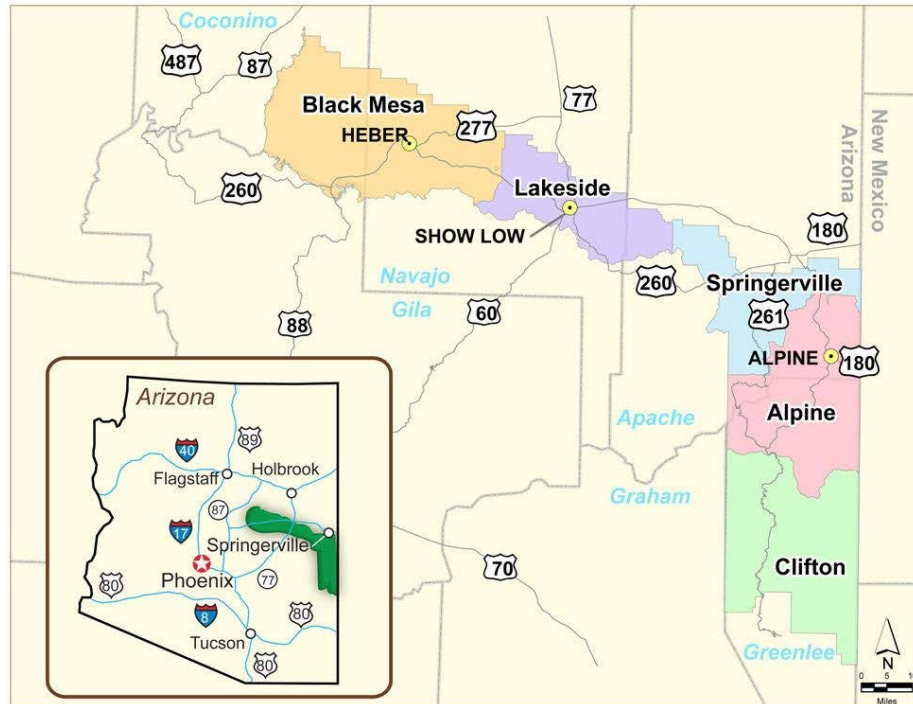 Coconino
487
87
Black Mesa
HEBER
277
77
260
Lakeside
SHOW LOW
Arizona
New Mexico
180
Navajo
Gila
260
Springerville
60
261
88
ALPINE
180
Alpine
Apache
Graham
70
Clifton
Greenlee
N
0 5 10
Miles
Arizona
40
89
Flagstaff
Holbrook
87
17
Springerville
Phoenix
77
80
8
80
Tucson
80